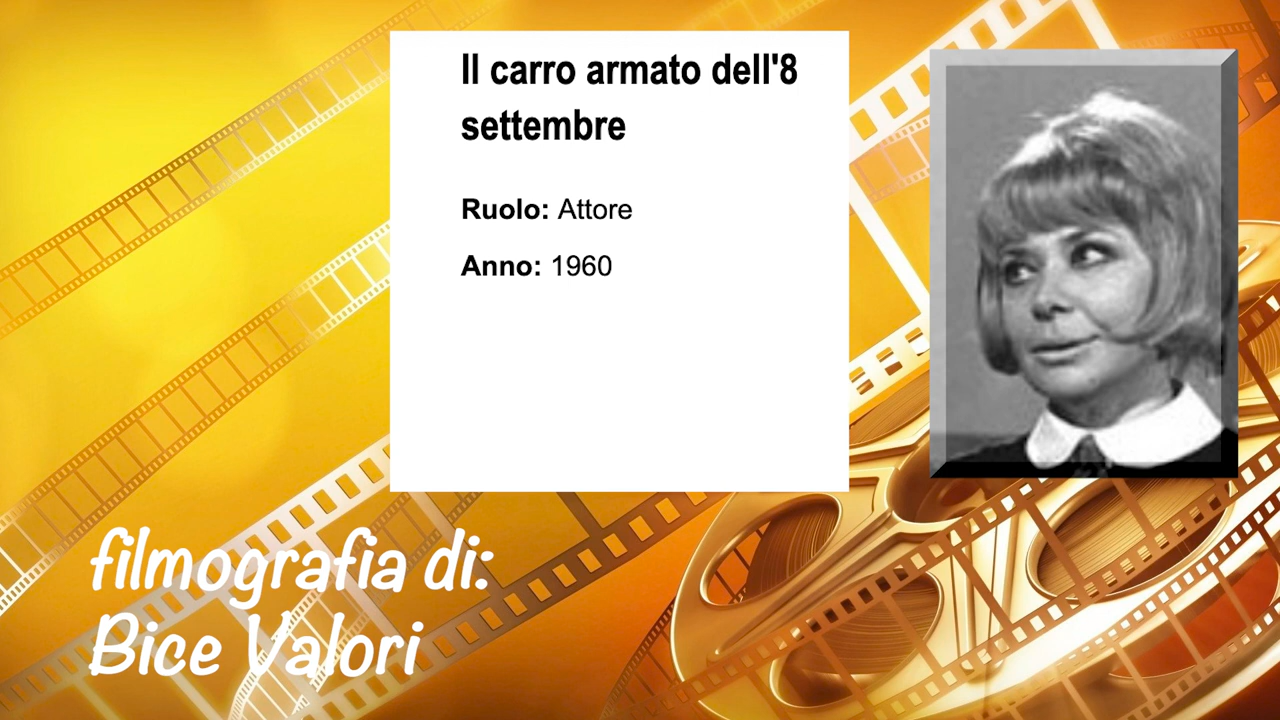 Il carro armato dell'8
settembre
Ruolo: Attore
Anno: 1960
filmografia di:
Bice Valori